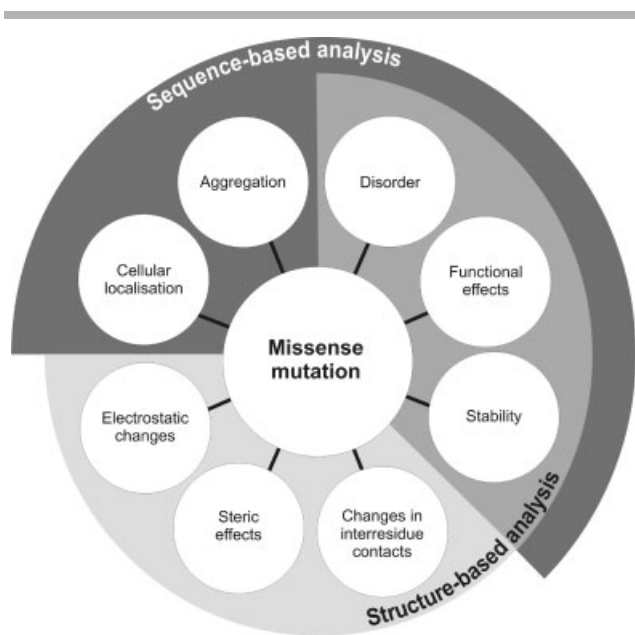 Sequence-based analysis
Aggregation
Disorder
Cellular
localisation
Functional
effects
Missense
mutation
Electrostatic
changes
Stability
Steric
effects
Changes in
interresidue
contacts
Structure-based analysis